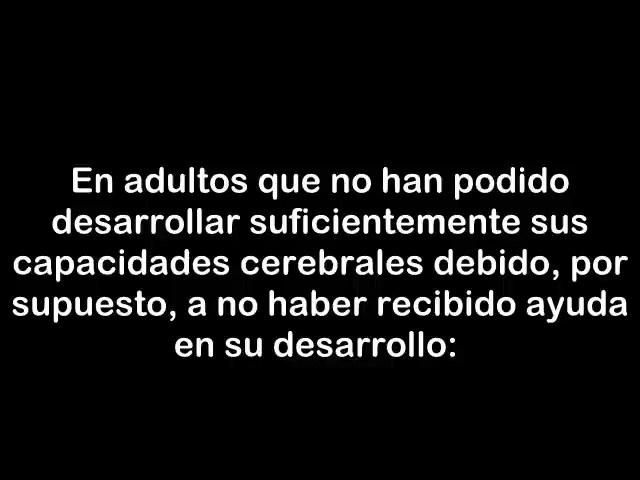 En adultos que no han podido
desarrollar suficientemente sus
capacidades cerebrales debido, por
supuesto, a no haber recibido ayuda
en su desarrollo: